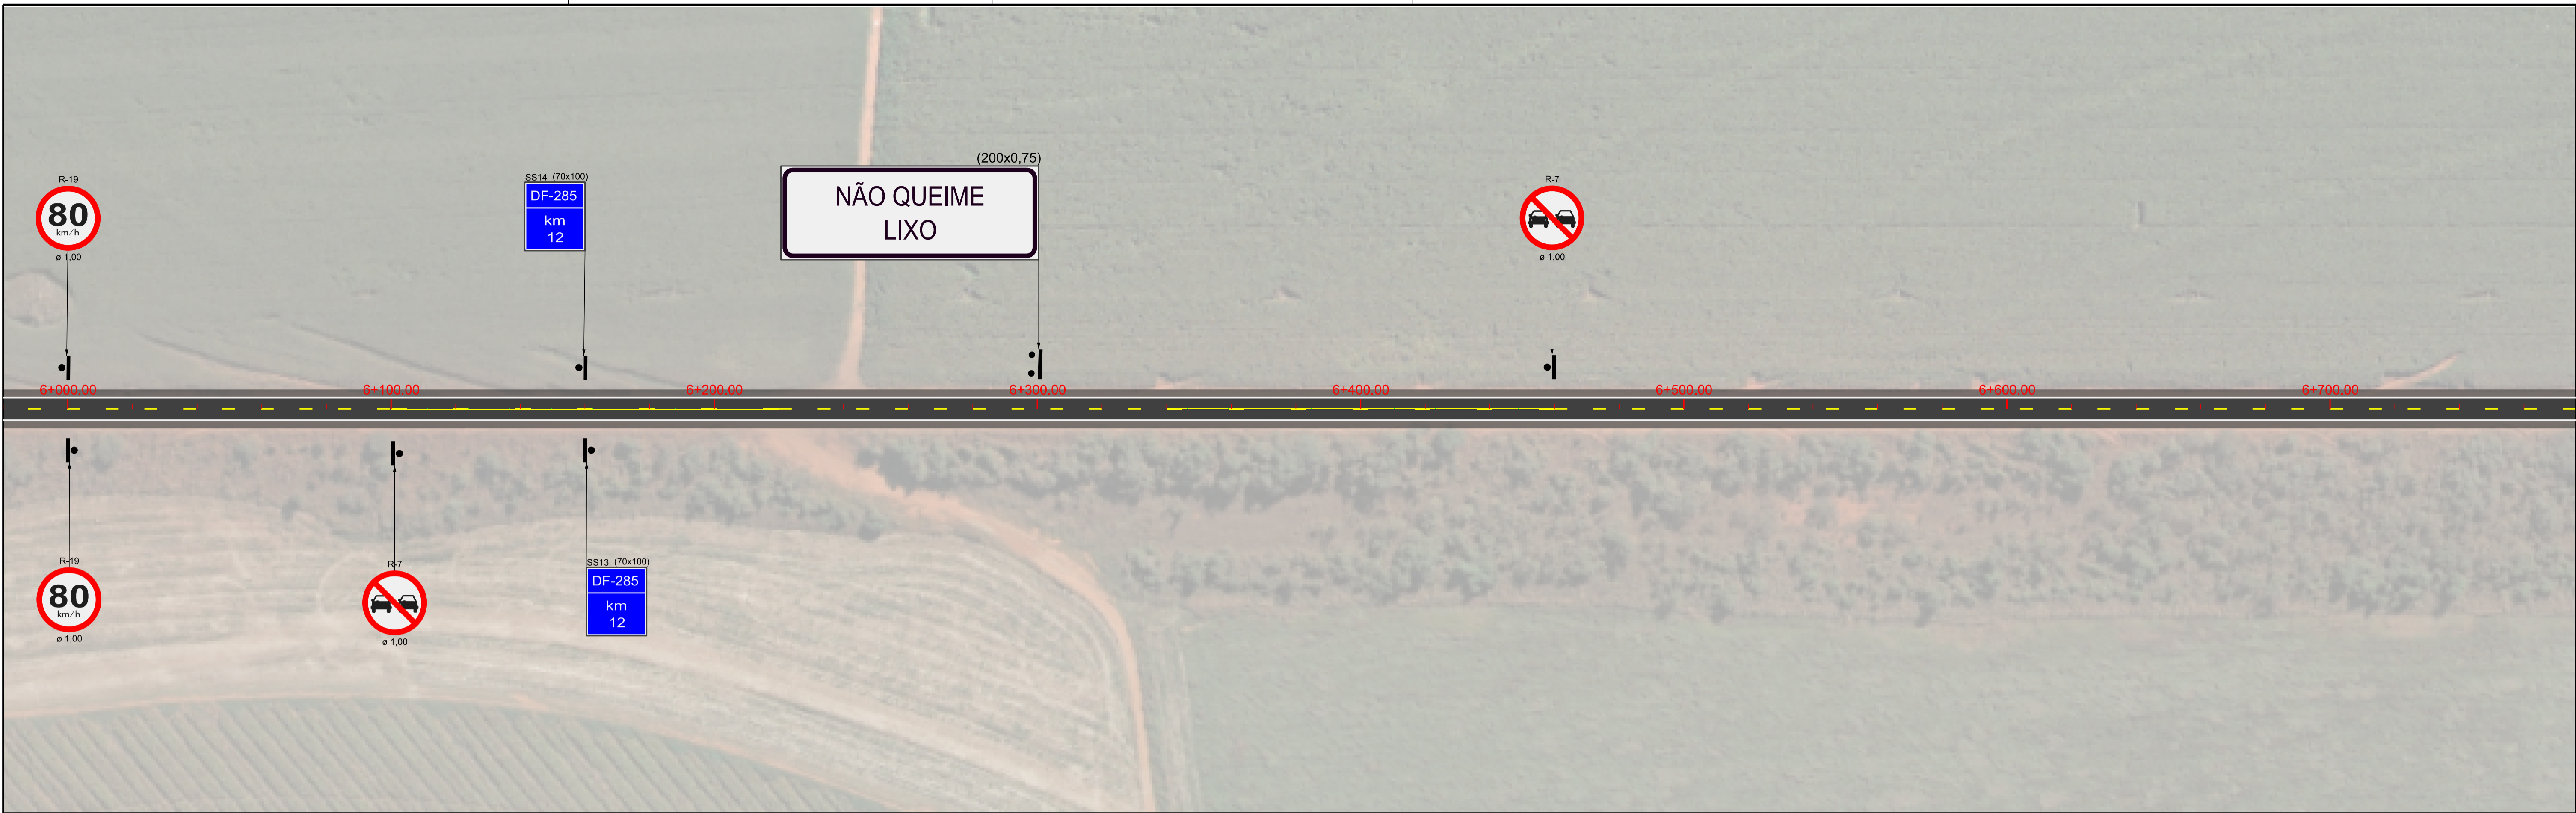 R-19
80
km/h
ø 1,00
SS14 (70x100)
DF-285
km
12
(200x0,75)
NÃO QUEIME
LIXO
R-7
ø 1,00
6+000.00
6+100.00
6+200.00
6+300.00
6+400.00
6+500.00
6+600.00
6+700.00
R-19
80
km/h
ø 1,00
R-7
ø 1,00
SS13 (70x100)
DF-285
km
12